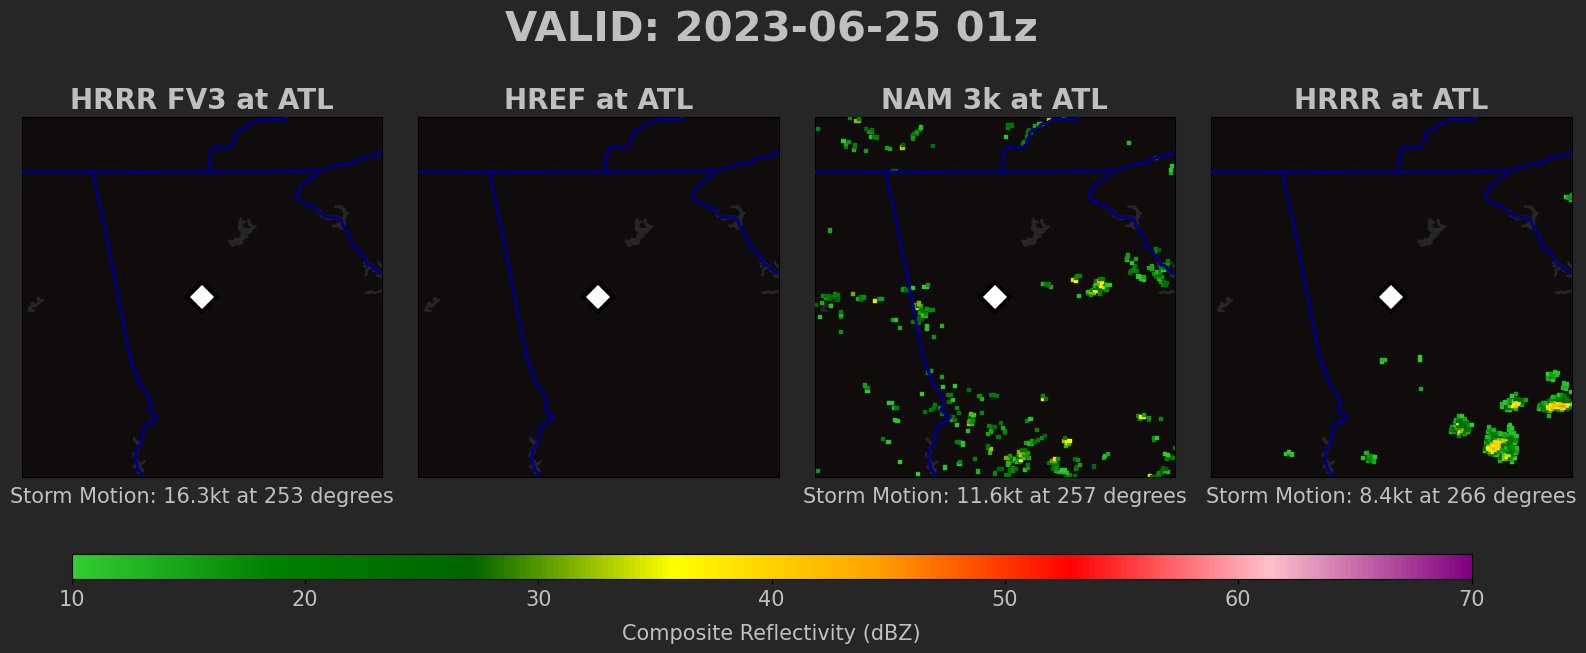 VALID: 2023-06-25 01z
HRRR FV3 at ATL
HREF at ATL
NAM 3k at ATL
HRRR at ATL
Storm Motion: 16.3kt at 253 degrees
Storm Motion: 11.6kt at 257 degrees
Storm Motion: 8.4kt at 266 degrees
10 20 30 40 50 60 70
Composite Reflectivity (dBZ)